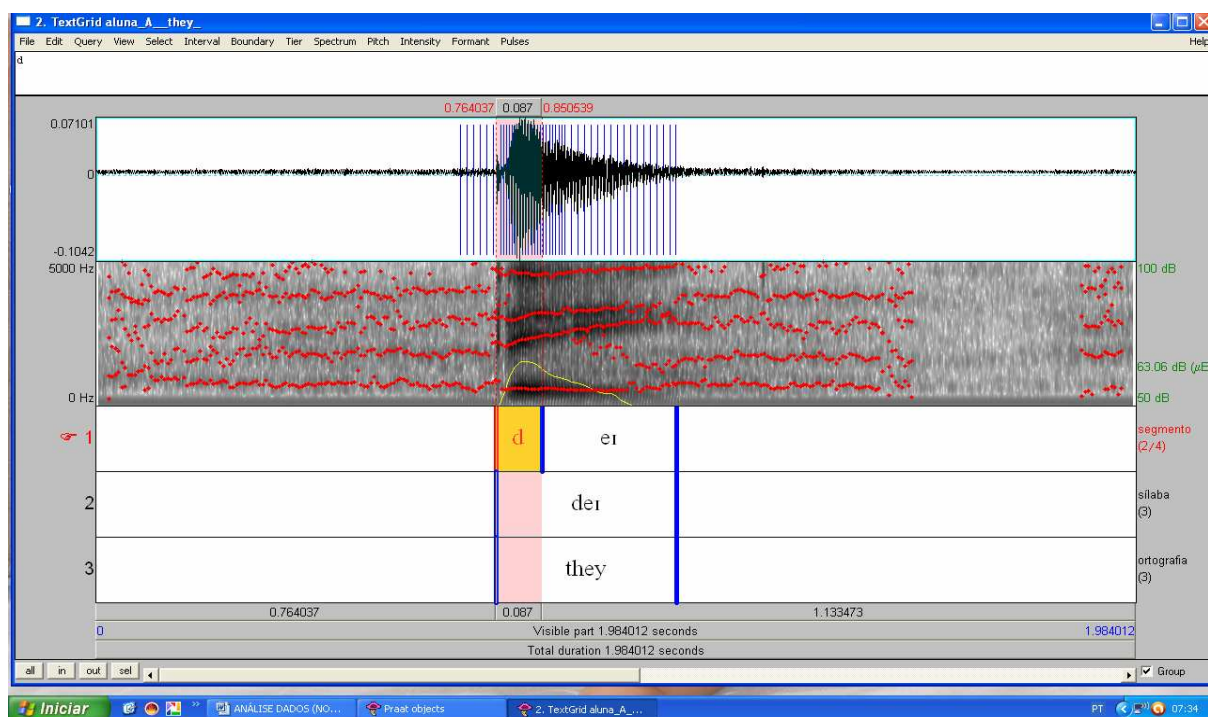 2. TextGrid aluna_A__they_
File Edit Query View Select Interval Boundary Tier Spectrum Pitch Intensity Formant Pulses Help
d
0.764037 0.087 0.850539
0.07101
0
-0.1042
5000 Hz 100 dB
63.06 dB (µE
0 Hz 50 dB
1 d eɪ segmento
(2/4)
2 deɪ sílaba
(3)
3 they ortografia
(3)
0.764037 0.087 1.133473
0 Visible part 1.984012 seconds 1.984012
Total duration 1.984012 seconds
all in out sel Group
Iniciar » ANÁLISE DADOS (NO... Praat objects 2. TextGrid aluna_A_... PT 07:34